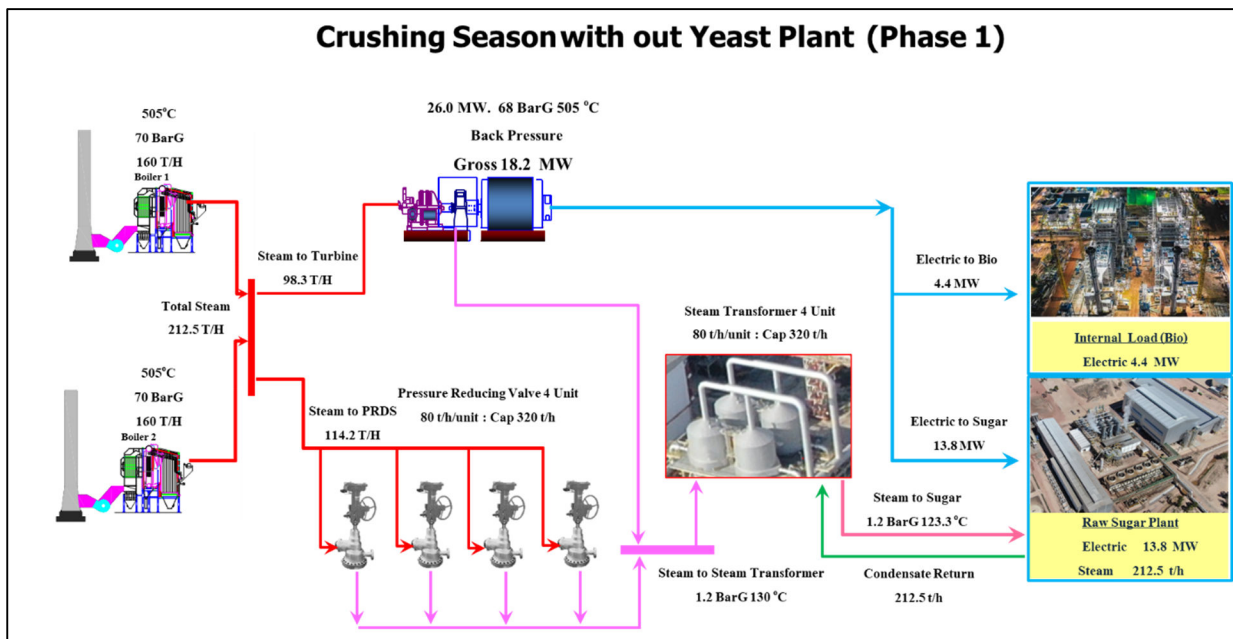 Crushing Season with out Yeast Plant (Phase 1)
505°C
70 BarG
160 T/H
Boiler 1
26.0 MW. 68 BarG 505 °C
Back Pressure
Gross 18.2 MW
Steam to Turbine
98.3 T/H
Electric to Bio
4.4 MW
Total Steam
212.5 T/H
Steam Transformer 4 Unit
80 t/h/unit : Cap 320 t/h
Internal Load (Bio)
Electric 4.4 MW
505°C
70 BarG
160 T/H
Boiler 2
Steam to PRDS
114.2 T/H
Pressure Reducing Valve 4 Unit
80 t/h/unit : Cap 320 t/h
Electric to Sugar
13.8 MW
Steam to Sugar
1.2 BarG 123.3 °C
Raw Sugar Plant
Electric 13.8 MW
Steam 212.5 t/h
Steam to Steam Transformer
1.2 BarG 130 °C
Condensate Return
212.5 t/h